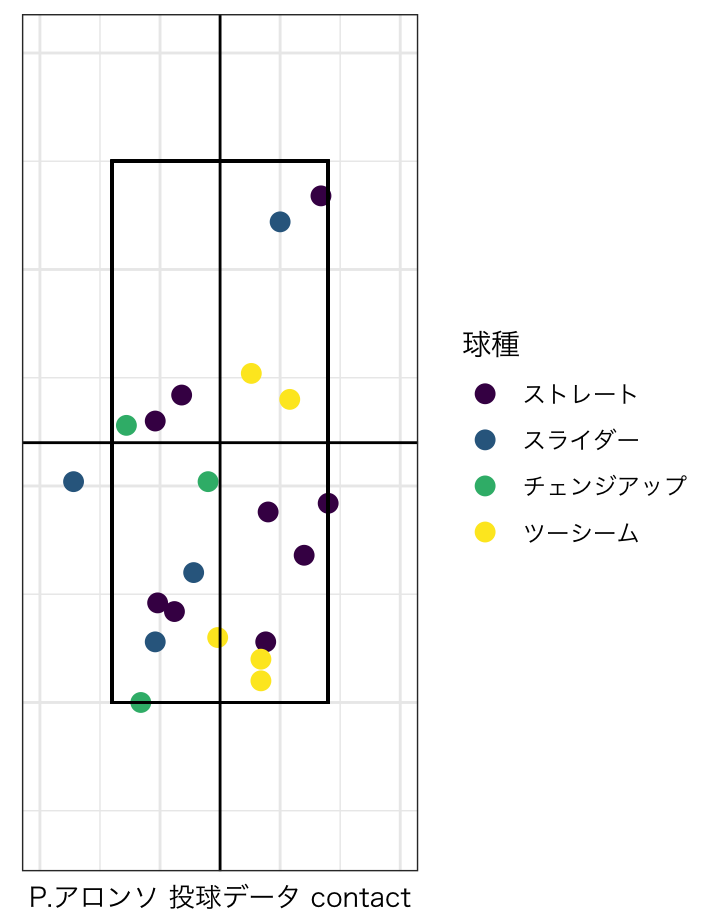 球種
ストレート
スライダー
チェンジアップ
ツーシーム
P.アロンソ 投球データ contact